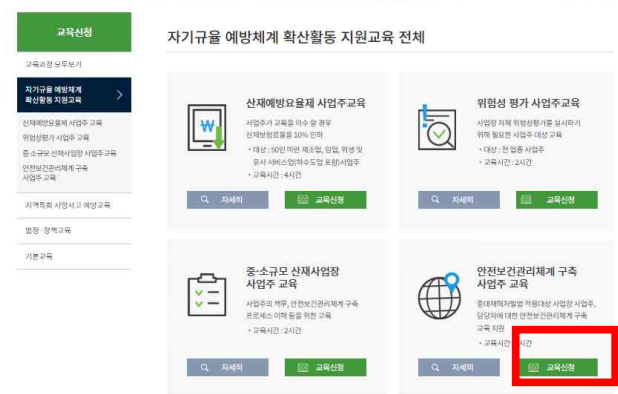 교육신청
교육과정 모두보기
자기규율 예방체계
확산활동 지원교육
산재예방요율제 사업주 교육
위험성평가 사업주 교육
중·소규모 산재사업장 사업주교육
안전보건관리체계 구축
사업주 교육
지역특화 사망사고 예방교육
법정·정책교육
기본교육
자기규율 예방체계 확산활동 지원교육 전체
산재예방요율제 사업주교육
사업주가 교육을 이수 할 경우
산재보험료율을 10% 인하
· 대상 : 50인 미만 제조업, 임업, 위생 및
유사 서비스업(하수도업 포함)사업주
· 교육시간 : 4시간
자세히
교육신청
위험성 평가 사업주교육
사업장 자체 위험성평가를 실시하기
위해 필요한 사업주 대상 교육
· 대상 : 전 업종 사업주
· 교육시간 : 2시간
자세히
교육신청
중·소규모 산재사업장
사업주 교육
사업주의 책무, 안전보건관리체계 구축
프로세스 이해 등을 위한 교육
· 교육시간 : 2시간
자세히
교육신청
안전보건관리체계 구축
사업주 교육
중대재해처벌법 적용대상 사업장 사업주,
담당자에 대한 안전보건관리체계 구축
교육 지원
· 교육시간 시간
자세히
교육신청